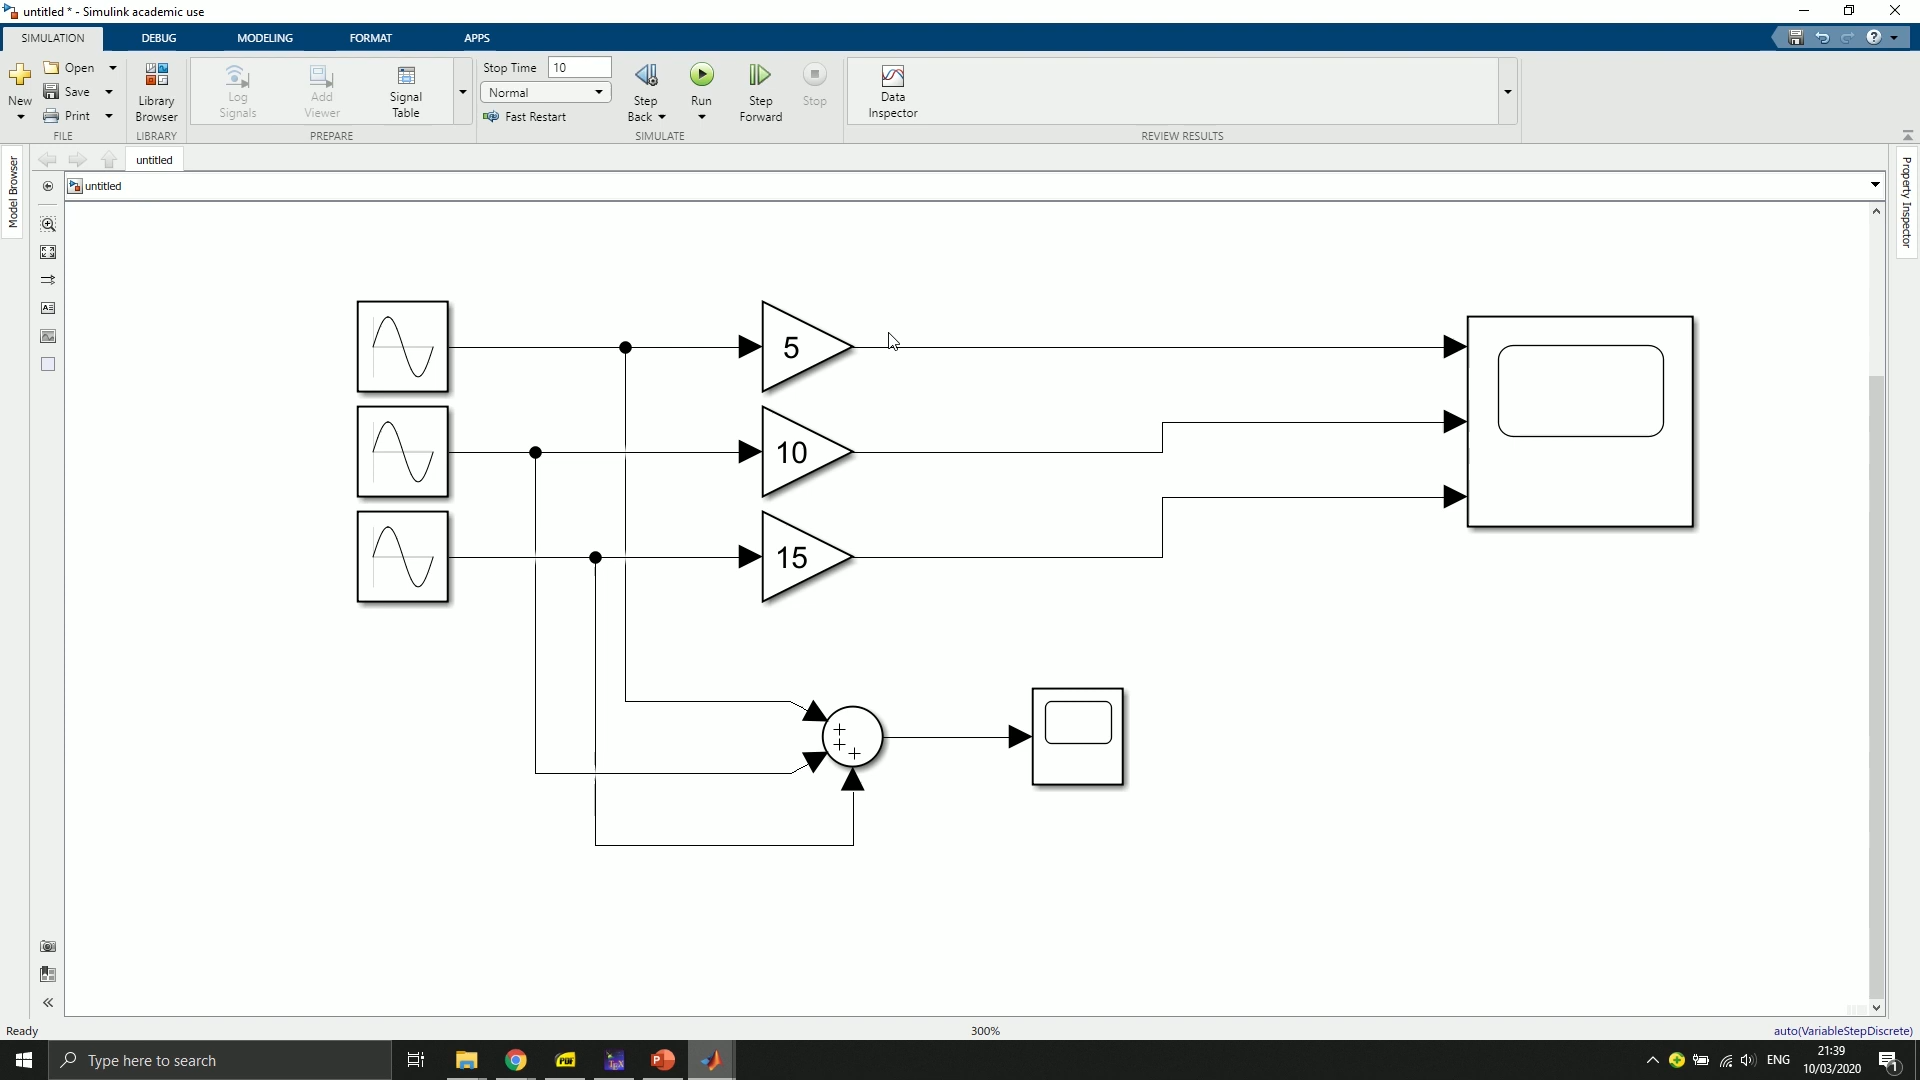 untitled * - Simulink academic use
SIMULATION DEBUG MODELING FORMAT APPS
New
Open
Save
Print
FILE
Library
Browser
LIBRARY
Log
Signals
Add
Viewer
Signal
Table
PREPARE
Stop Time 10
Normal
Fast Restart
Step
Back
Run
Step
Forward
Stop
SIMULATE
Data
Inspector
REVIEW RESULTS
Model Browser
untitled
untitled
Property Inspector
5
10
15
+
+
+
Ready 300% auto(VariableStepDiscrete)
Type here to search
PDF
TEX
P
ENG
21:39
10/03/2020
1